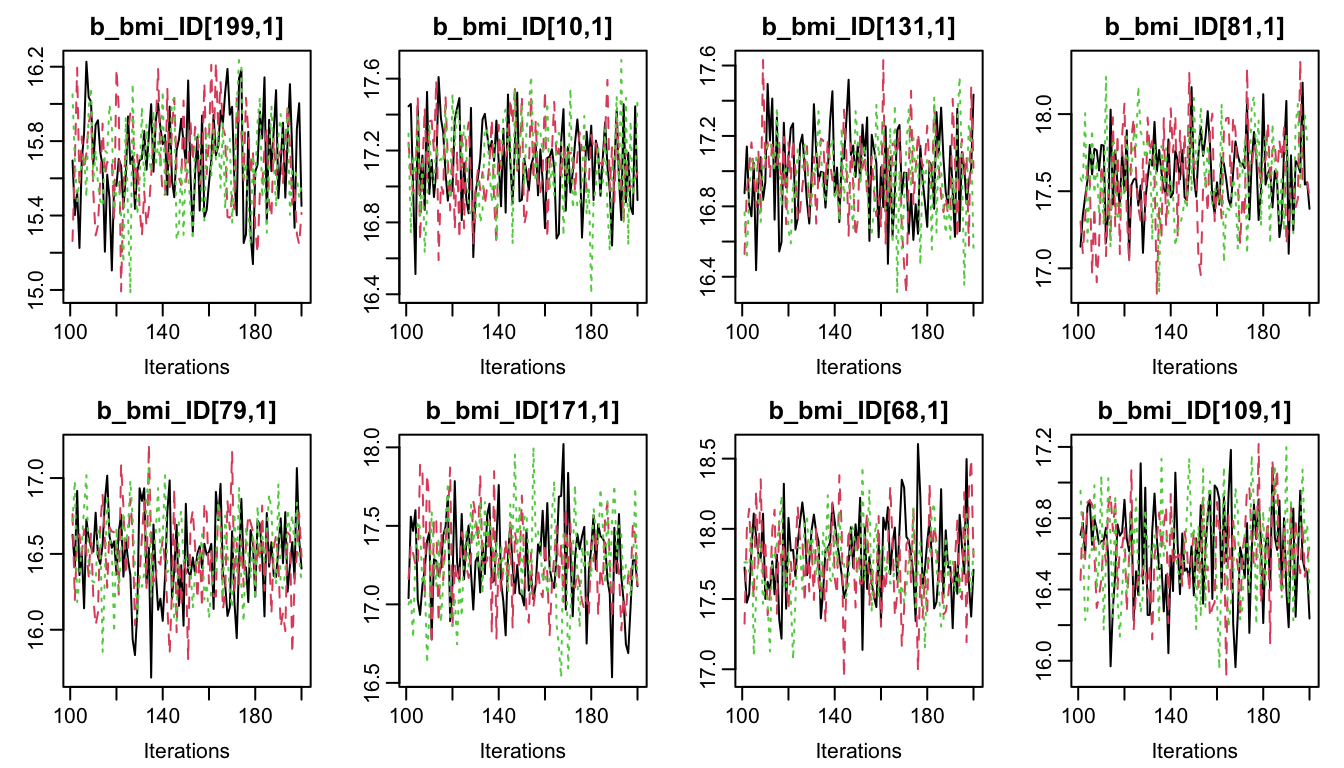 b_bmi_ID[199,1] b_bmi_ID[10,1] b_bmi_ID[131,1] b_bmi_ID[81,1]
16.2
15.8
15.4
15.0
100 140 180
Iterations
17.6
17.2
16.8
16.4
100 140 180
Iterations
17.6
17.2
16.8
16.4
100 140 180
Iterations
18.0
17.5
17.0
100 140 180
Iterations
b_bmi_ID[79,1] b_bmi_ID[171,1] b_bmi_ID[68,1] b_bmi_ID[109,1]
17.0
16.5
16.0
100 140 180
Iterations
18.0
17.5
17.0
16.5
100 140 180
Iterations
18.5
18.0
17.5
17.0
100 140 180
Iterations
17.2
16.8
16.4
16.0
100 140 180
Iterations